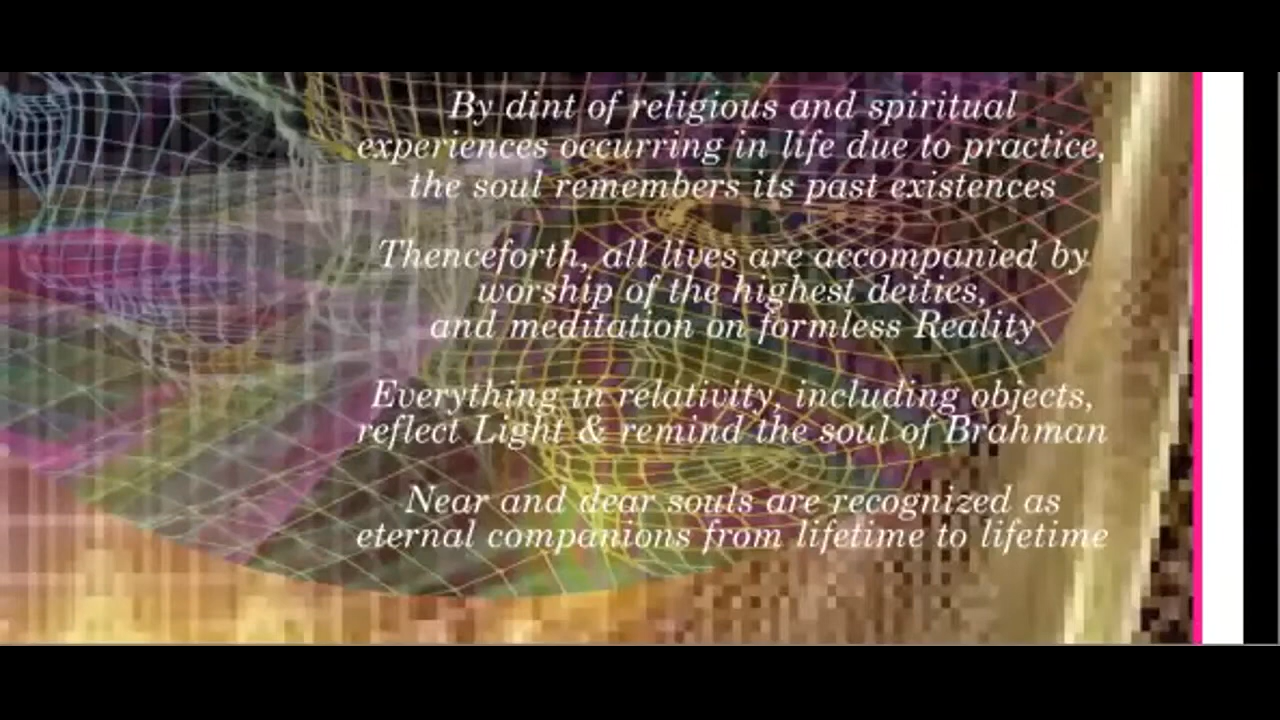 By dint of religious and spiritual
experiences occurring in life due to practice,
the soul remembers its past existences
Thenceforth, all lives are accompanied by
worship of the highest deities,
and meditation on formless Reality
Everything in relativity, including objects,
reflect Light & remind the soul of Brahman
Near and dear souls are recognized as
eternal companions from lifetime to lifetime